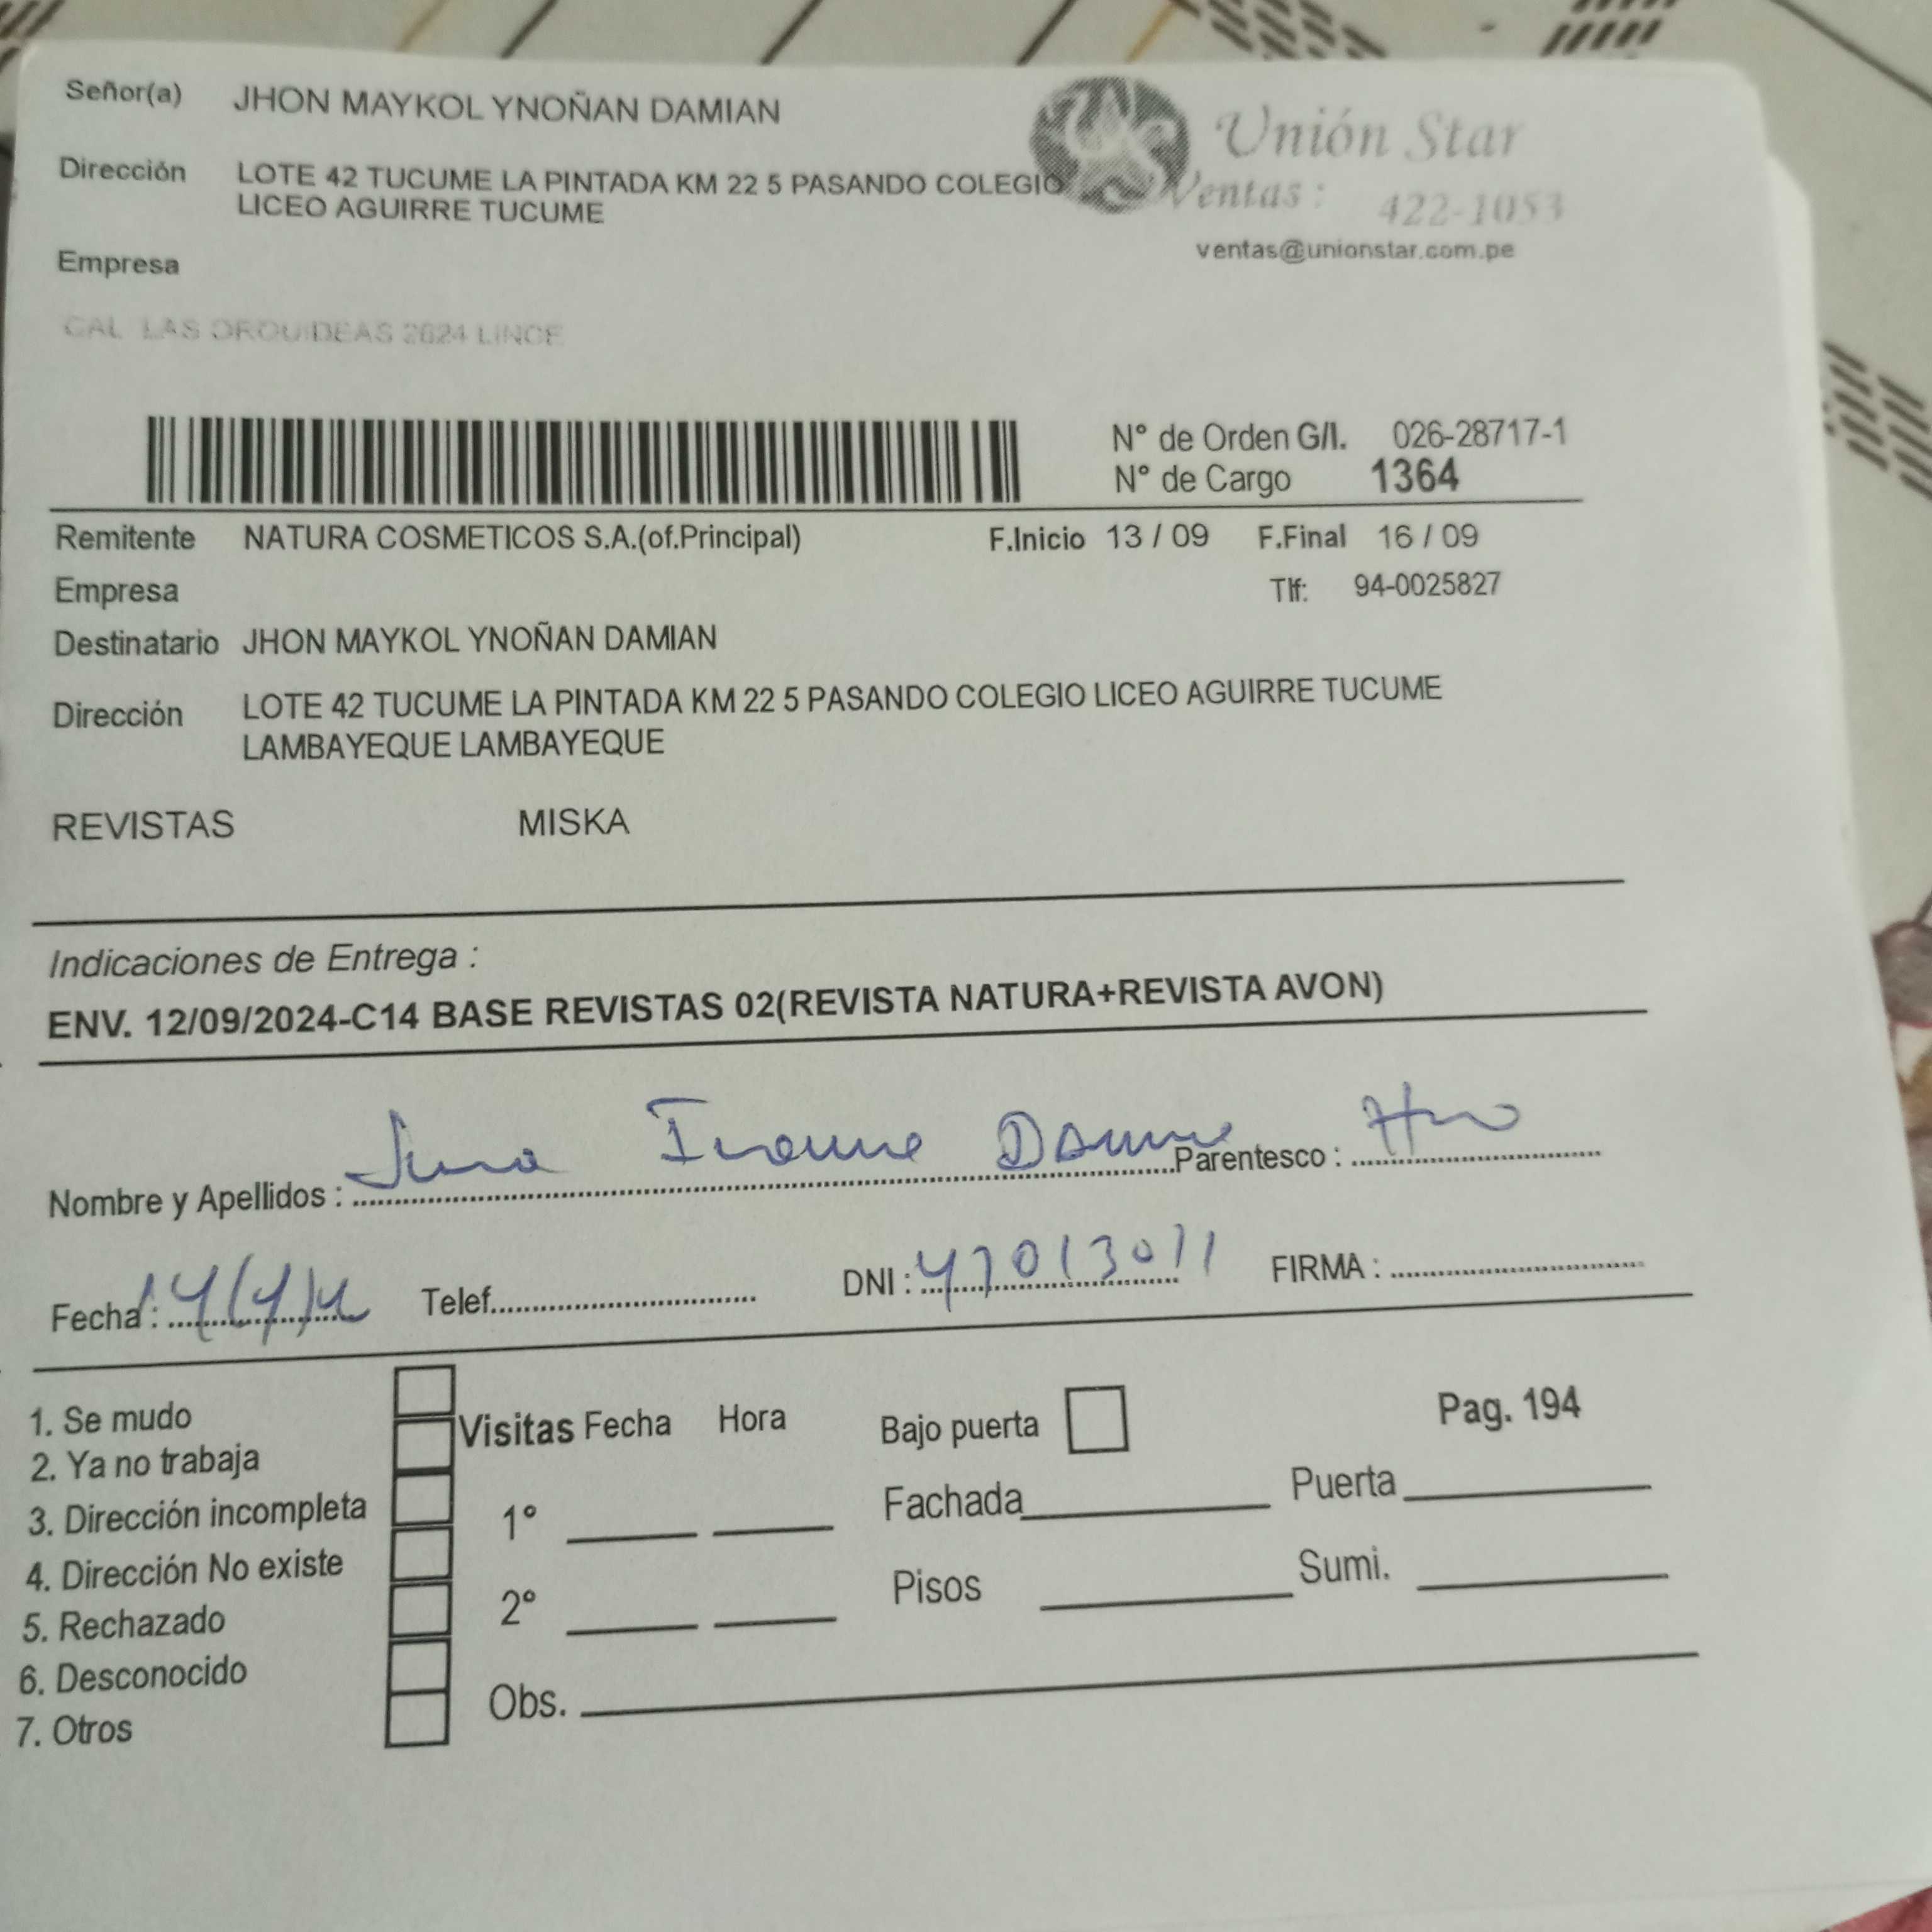 Señor(a) JHON MAYKOL YNOÑAN DAMIAN
Unión Star
Dirección LOTE 42 TUCUME LA PINTADA KM 22 5 PASANDO COLEGIO
LICEO AGUIRRE TUCUME
Ventas : 422-1053
ventas@unionstar.com.pe
Empresa
CAL LAS ORQUIDEAS 2624 LINCE
N° de Orden G/I. 026-28717-1
N° de Cargo 1364
Remitente NATURA COSMETICOS S.A.(of.Principal) F.Inicio 13 / 09 F.Final 16 / 09
Empresa Tlf: 94-0025827
Destinatario JHON MAYKOL YNOÑAN DAMIAN
Dirección LOTE 42 TUCUME LA PINTADA KM 22 5 PASANDO COLEGIO LICEO AGUIRRE TUCUME
LAMBAYEQUE LAMBAYEQUE
REVISTAS MISKA
Indicaciones de Entrega :
ENV. 12/09/2024-C14 BASE REVISTAS 02(REVISTA NATURA+REVISTA AVON)
Nombre y Apellidos : Parentesco :
Fecha : Telef. DNI : 47013011 FIRMA :
1. Se mudo
2. Ya no trabaja
3. Dirección incompleta
4. Dirección No existe
5. Rechazado
6. Desconocido
7. Otros
Visitas Fecha Hora
1°
2°
Obs.
Bajo puerta Pag. 194
Fachada Puerta
Pisos Sumi.